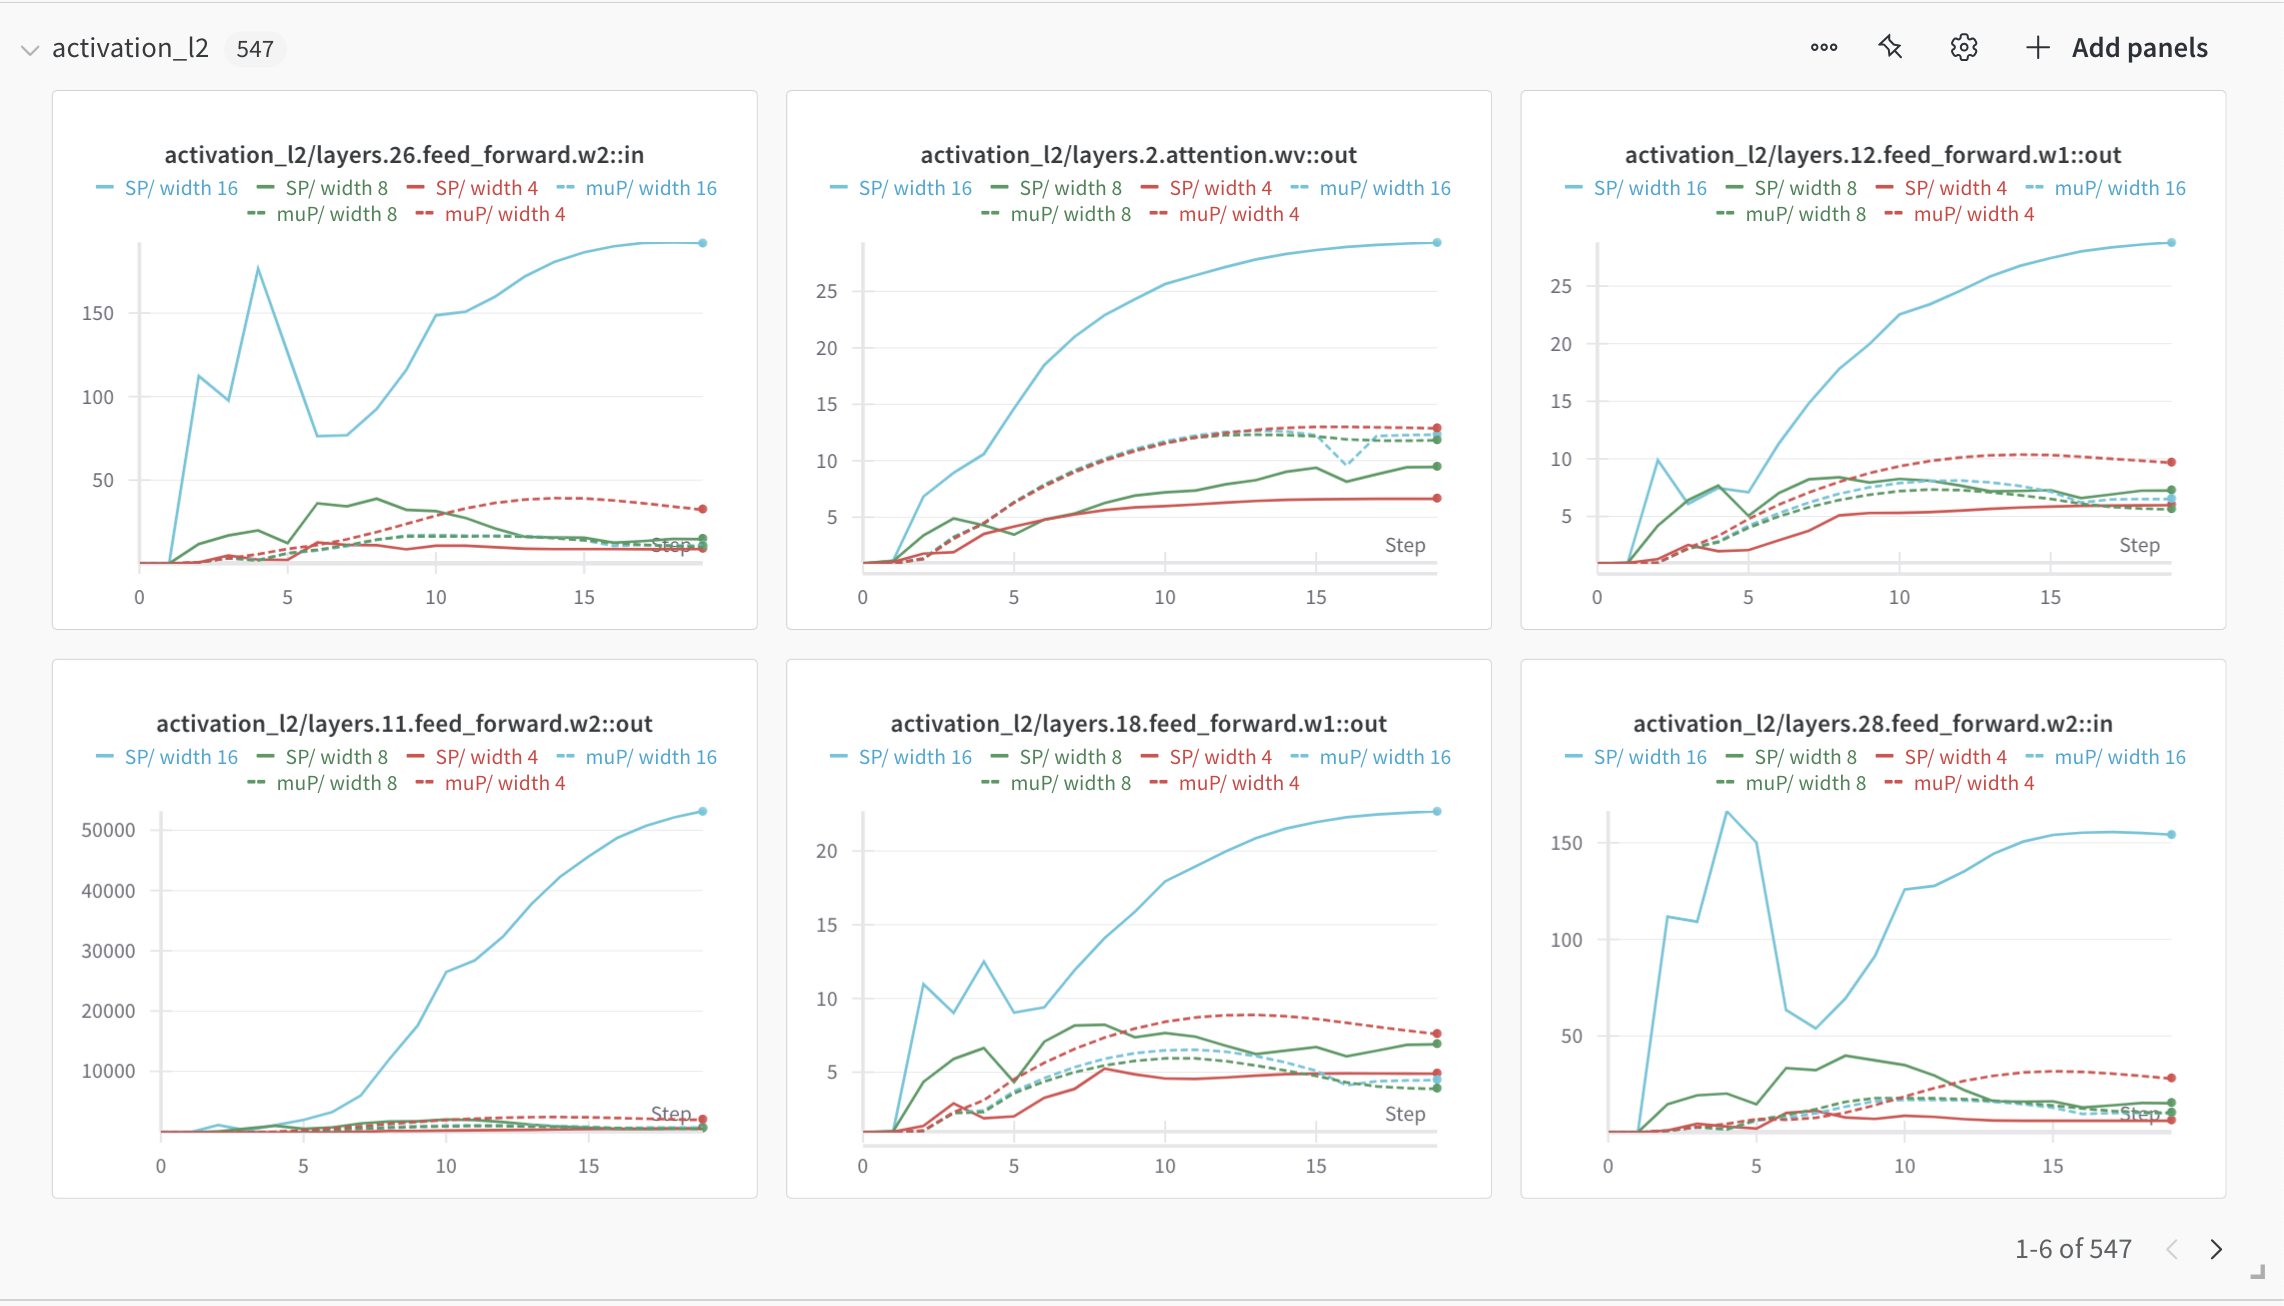 activation_l2 547
Add panels
activation_l2/layers.26.feed_forward.w2::in
SP/ width 16 SP/ width 8 SP/ width 4 muP/ width 16
muP/ width 8 muP/ width 4
150
100
50
Step
0 5 10 15
activation_l2/layers.2.attention.wv::out
SP/ width 16 SP/ width 8 SP/ width 4 muP/ width 16
muP/ width 8 muP/ width 4
25
20
15
10
5
Step
0 5 10 15
activation_l2/layers.12.feed_forward.w1::out
SP/ width 16 SP/ width 8 SP/ width 4 muP/ width 16
muP/ width 8 muP/ width 4
25
20
15
10
5
Step
0 5 10 15
activation_l2/layers.11.feed_forward.w2::out
SP/ width 16 SP/ width 8 SP/ width 4 muP/ width 16
muP/ width 8 muP/ width 4
50000
40000
30000
20000
10000
Step
0 5 10 15
activation_l2/layers.18.feed_forward.w1::out
SP/ width 16 SP/ width 8 SP/ width 4 muP/ width 16
muP/ width 8 muP/ width 4
20
15
10
5
Step
0 5 10 15
activation_l2/layers.28.feed_forward.w2::in
SP/ width 16 SP/ width 8 SP/ width 4 muP/ width 16
muP/ width 8 muP/ width 4
150
100
50
Step
0 5 10 15
1-6 of 547